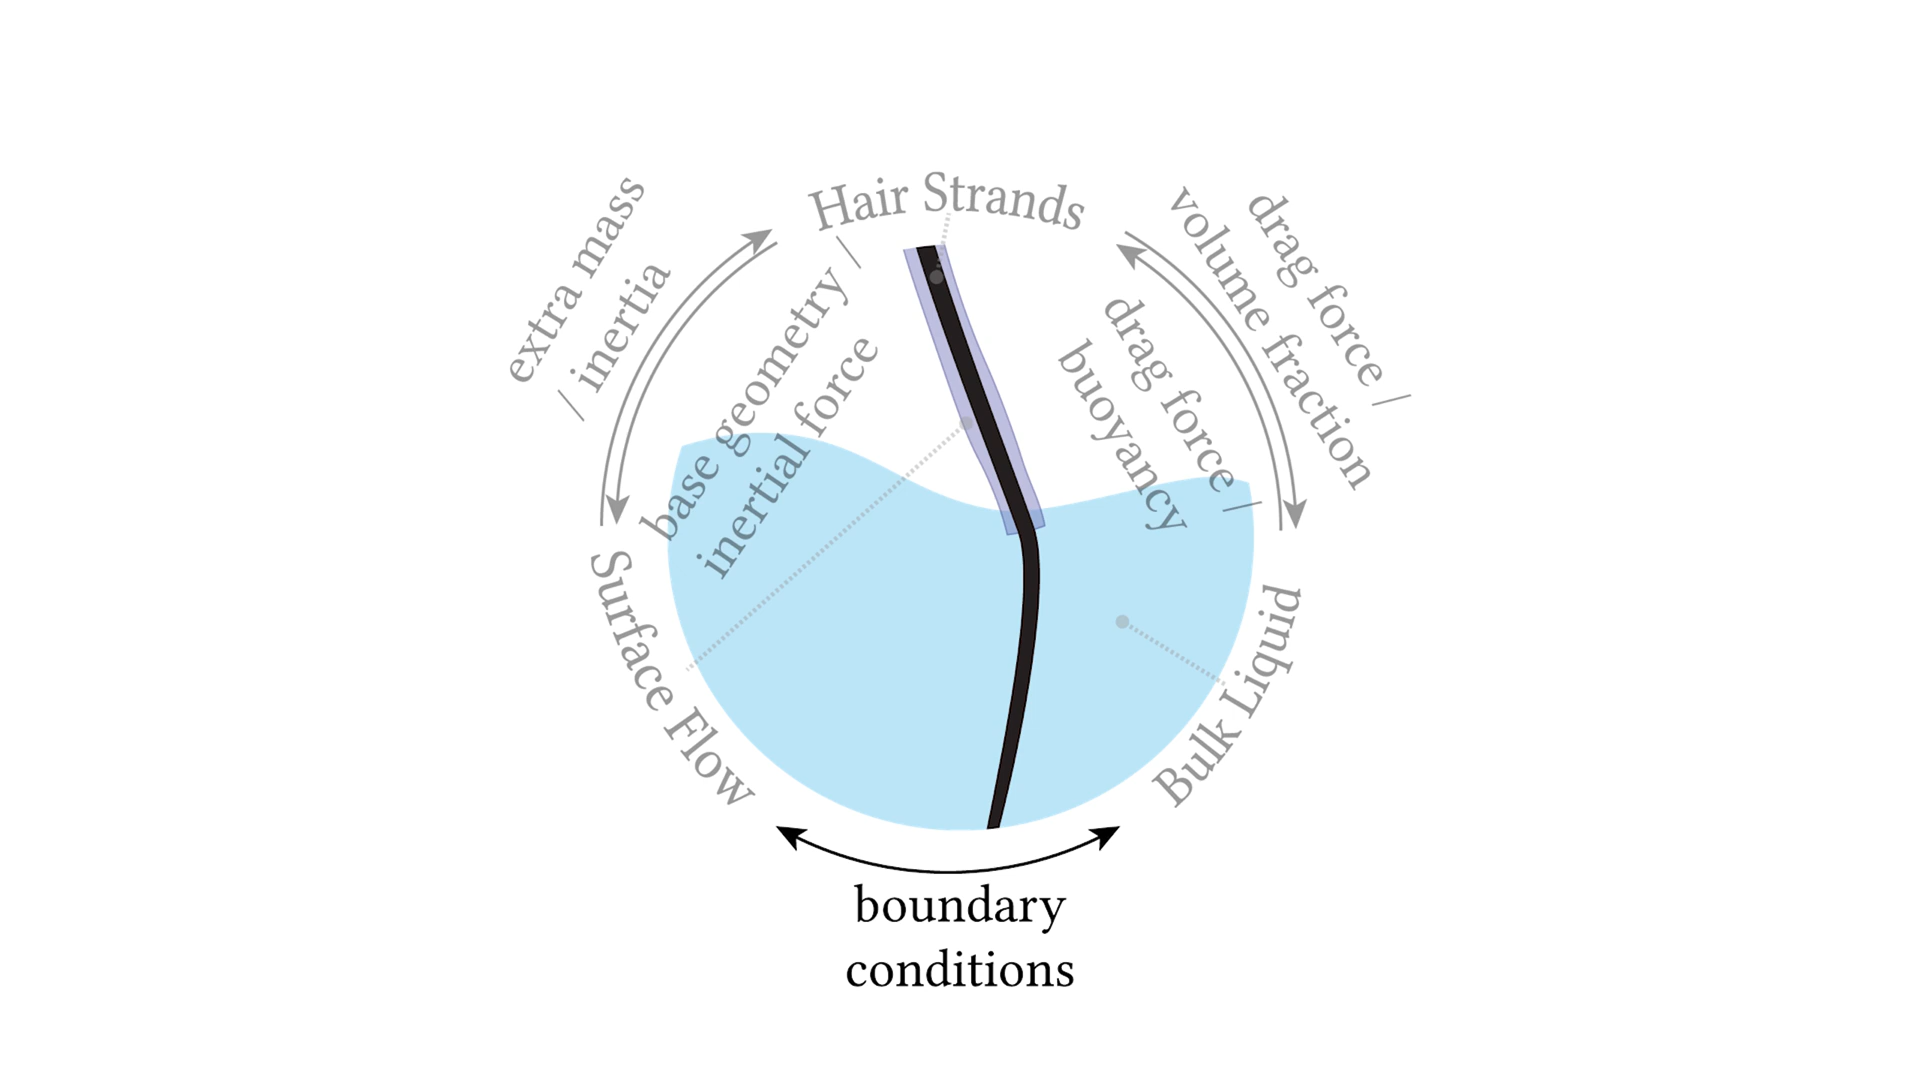 Hair Strands
extra mass
/ inertia
base geometry /
inertial force
drag force /
volume fraction
drag force /
buoyancy
Surface Flow
Bulk Liquid
boundary
conditions